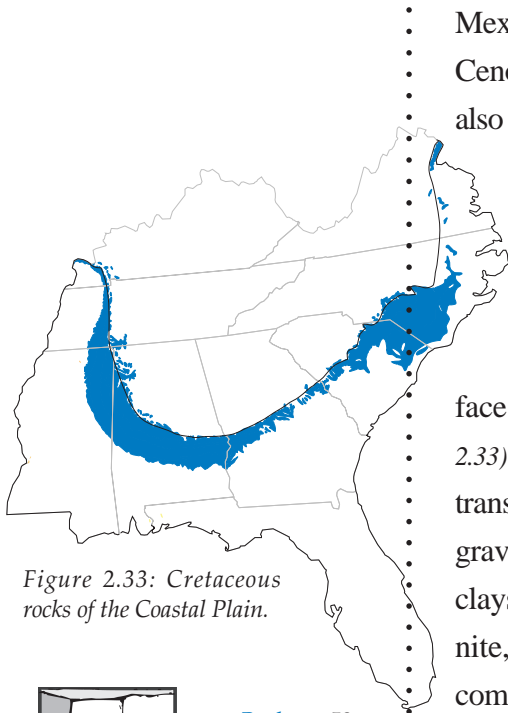 Mex
Ceno
also
face
2.33)
trans
grav
clays
nite,
com
Figure 2.33: Cretaceous
rocks of the Coastal Plain.